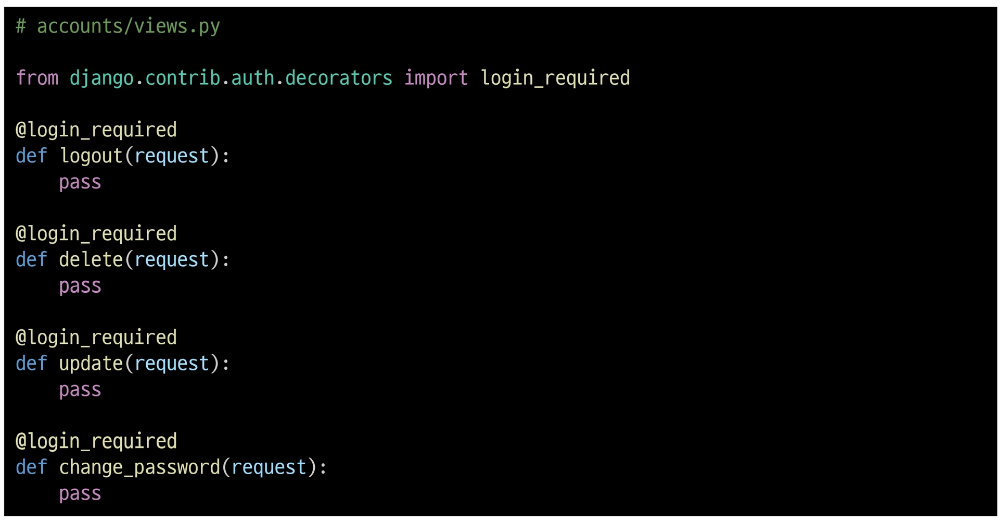 # accounts/views.py
from django.contrib.auth.decorators import login_required
@login_required
def logout(request):
    pass
@login_required
def delete(request):
    pass
@login_required
def update(request):
    pass
@login_required
def change_password(request):
    pass